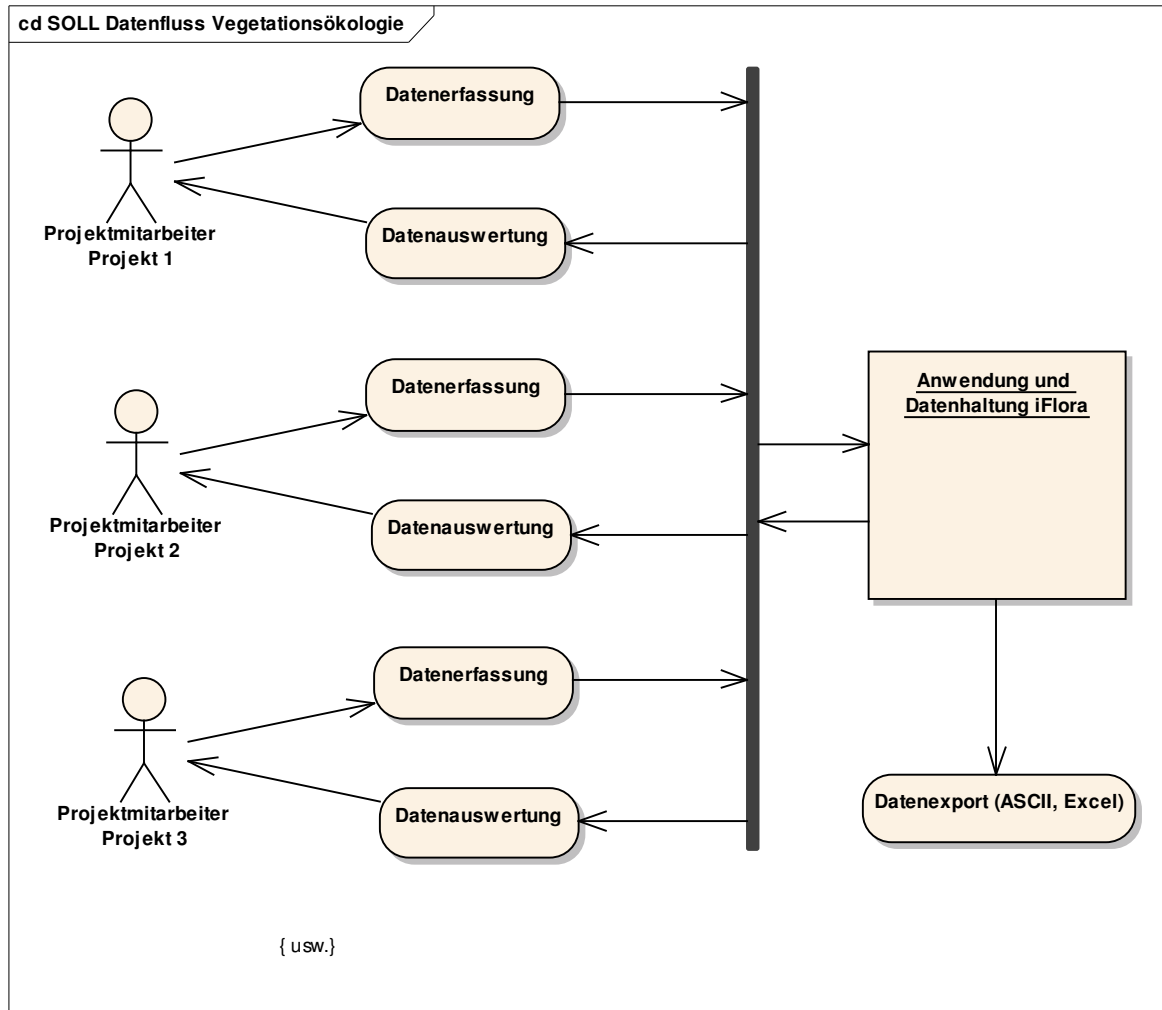 cd SOLL Datenfluss Vegetationsökologie
Datenerfassung
Projektmitarbeiter
Projekt 1
Datenauswertung
Datenerfassung
Anwendung und
Datenhaltung iFlora
Projektmitarbeiter
Projekt 2
Datenauswertung
Datenerfassung
Projektmitarbeiter
Projekt 3
Datenauswertung
Datenexport (ASCII, Excel)
{ usw.}